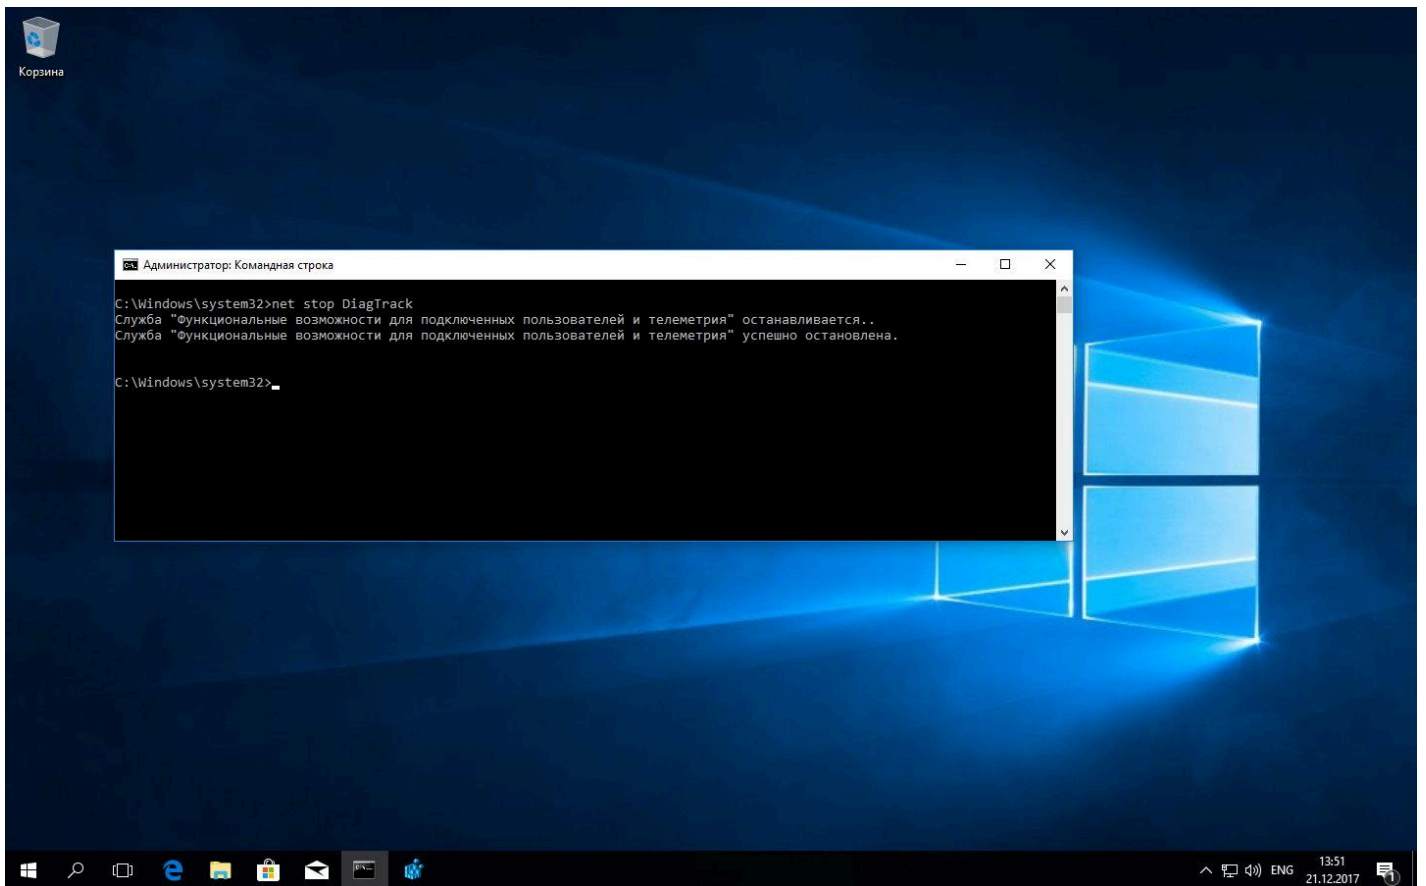 Корзина
Администратор: Командная строка
C:\Windows\system32>net stop DiagTrack
Служба "Функциональные возможности для подключенных пользователей и телеметрия" останавливается..
Служба "Функциональные возможности для подключенных пользователей и телеметрия" успешно остановлена.
C:\Windows\system32>
ENG
13:51
21.12.2017
1